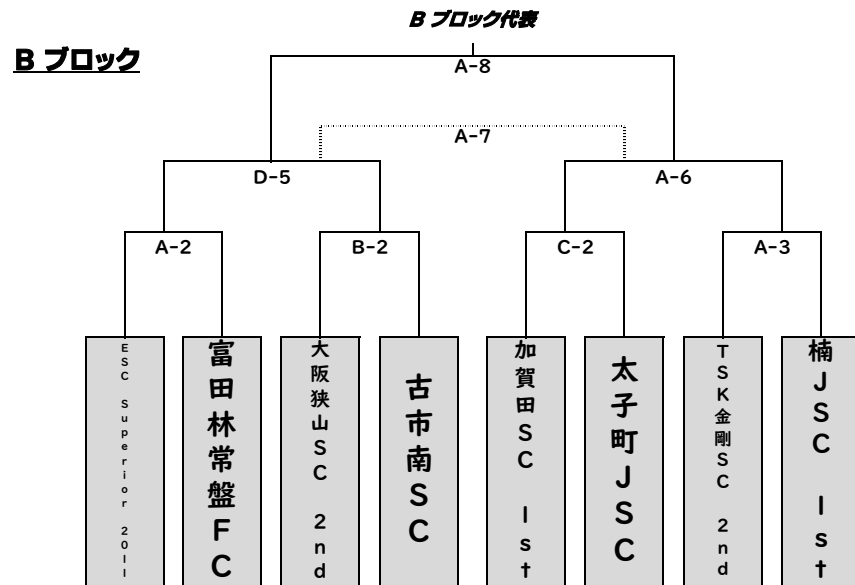 B ブロック代表
B ブロック
A-8
A-7
D-5
A-6
A-2
B-2
C-2
A-3
ESC Superior 2011
富田林常盤FC
大阪狭山SC 2nd
古市南SC
加賀田SC 1st
太子町JSC
TSK金剛SC 2nd
楠JSC 1st